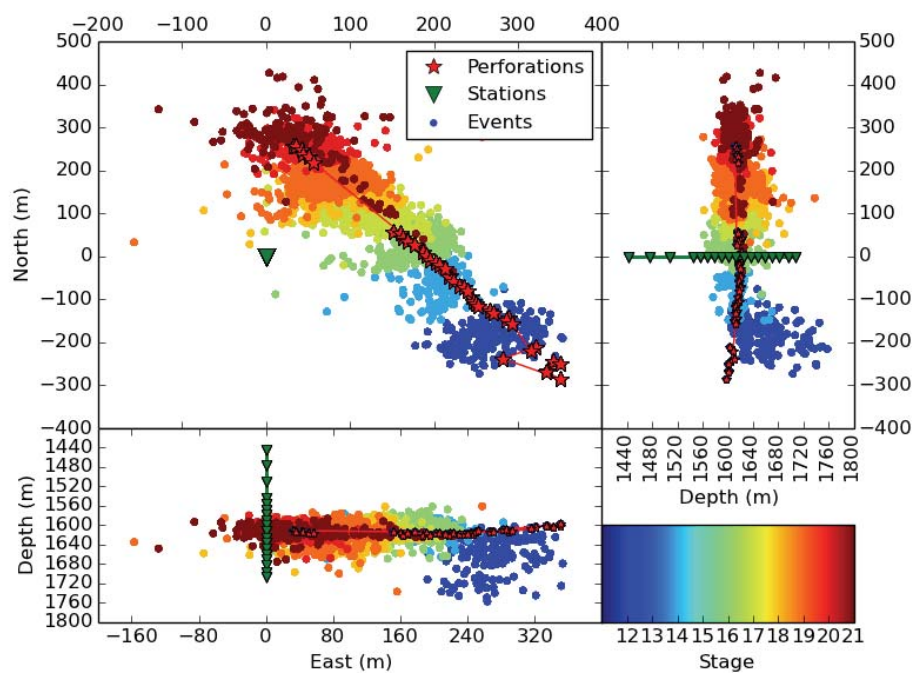 −200 −100 0 100 200 300 400
500 500
400 400
300 300
200 200
100 100
0 0
−100 −100
−200 −200
−300 −300
−400 −400
North (m)
Perforations
Stations
Events
1440 1480 1520 1560 1600 1640 1680 1720 1760 1800
Depth (m)
1440
1480
1520
1560
1600
1640
1680
1720
1760
1800
Depth (m)
−160 −80 0 80 160 240 320
East (m)
12 13 14 15 16 17 18 19 20 21
Stage